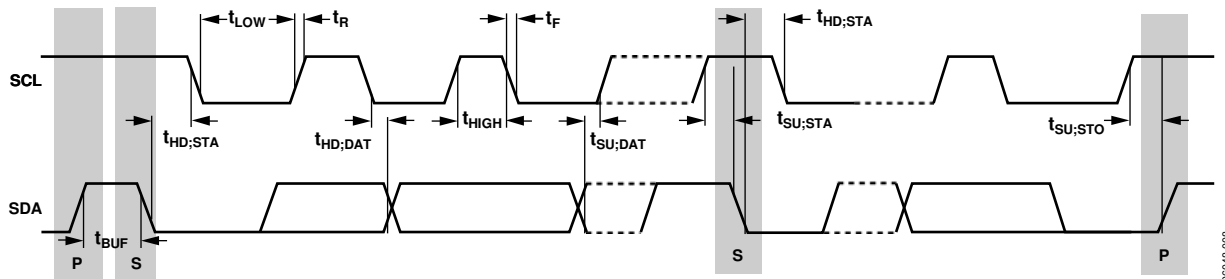 tLOW tR tF tHD;STA
SCL
tHD;STA tHD;DAT tHIGH tSU;DAT tSU;STA tSU;STO
SDA
tBUF
P S S P